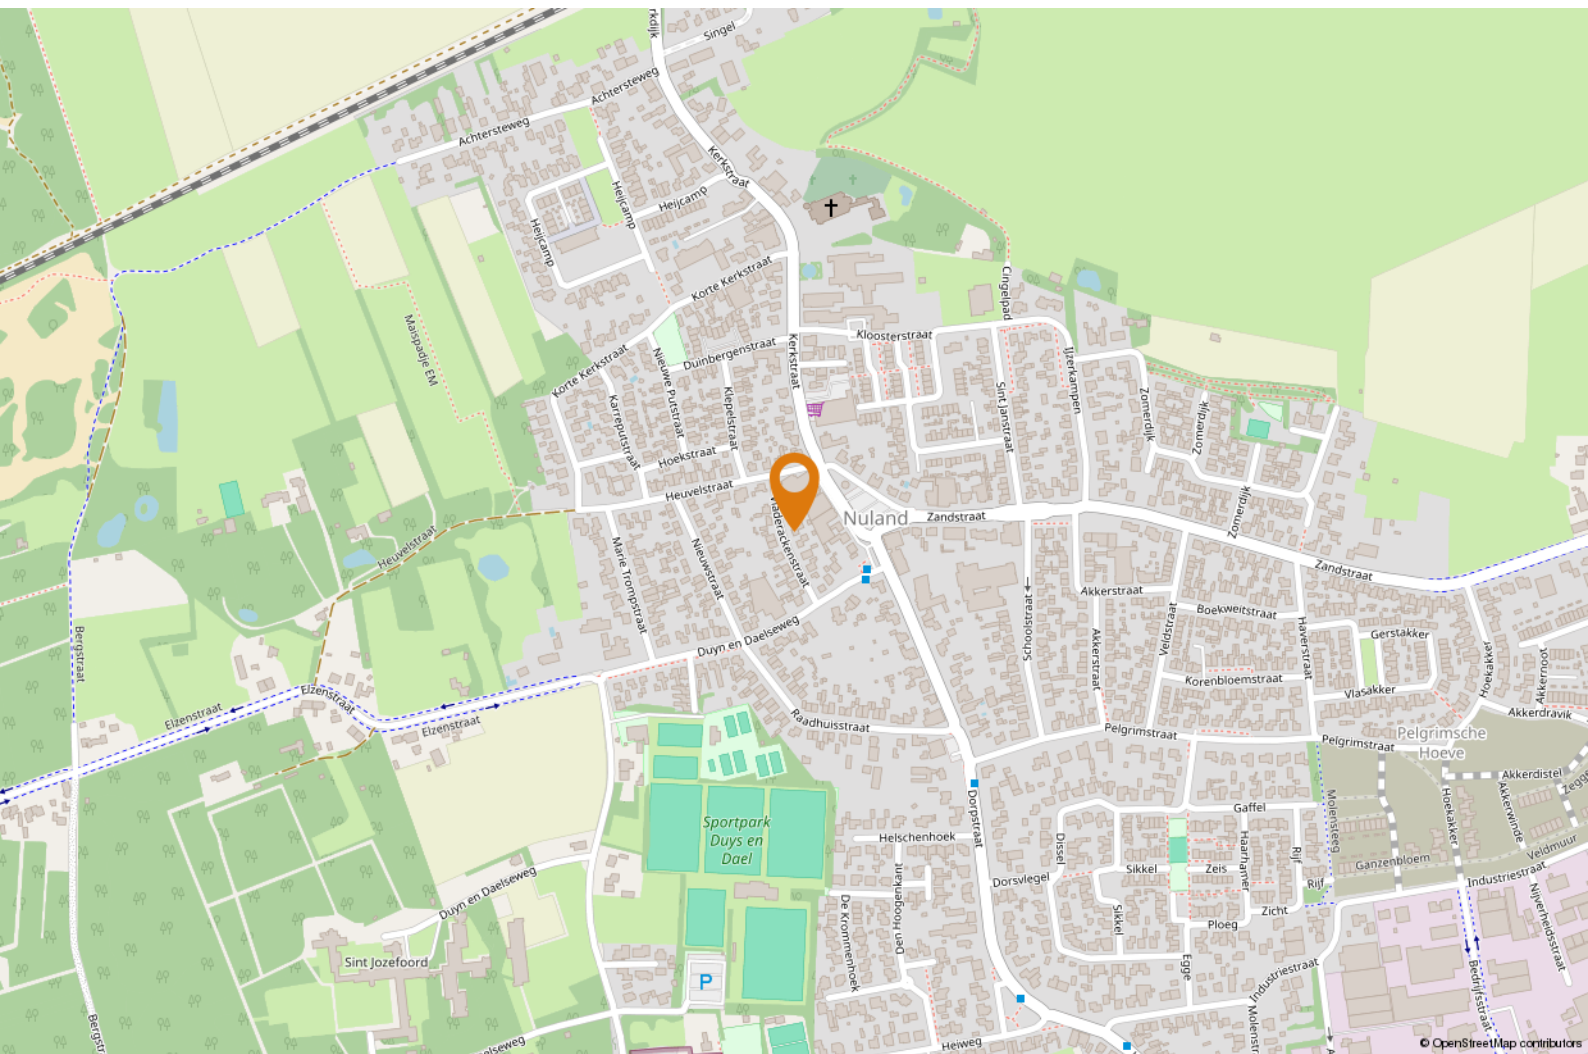 Singel
Achtersteweg
Achtersteweg
Kerkstraat
Heijcamp
Heijcamp
Heijcamp
Korte Kerkstraat
Cingelpad
Maispadje EM
Kerkstraat
Kloosterstraat
Duinbergenstraat
Korte Kerkstraat
Nieuwe Putstraat
IJzerkampen
Klepelstraat
Karreputstraat
Sint Janstraat
Zomerdijk
Zomerdijk
Hoekstraat
Heuvelstraat
Zomerdijk
Nuland
Zandstraat
Heuvelstraat
Marie Trompstraat
Nieuwstraat
Zandstraat
Akkerstraat
Boekweitstraat
Schoolstraat
Veldstraat
Haverstraat
Gerstakker
Bergstraat
Duyn en Daelseweg
Akkerstraat
Hoekakker
Akkernoot
Korenbloemstraat
Vlasakker
Elzenstraat
Elzenstraat
Elzenstraat
Raadhuisstraat
Akkerdravik
Pelgrimstraat
Pelgrimstraat
Pelgrimsche
Hoeve
Akkerdistel
Dorpstraat
Hoekakker
Akkerwinde
Molensteeg
Gaffel
Sportpark
Duys en
Dael
Helschenhoek
Dissel
Haarhamer
Rijf
Veldmuur
Ganzenbloem
Sikkel
Zeis
Dorsvlegel
Rijf
Industriestraat
Duyn en Daelseweg
De Krommenhoek
Den Hoogenkant
Sikkel
Zicht
Ploeg
Nijverheidsstraat
Sint Jozefoord
P
Egge
Industriestraat
Bedrijfsstraat
Heiweg
© OpenStreetMap contributors